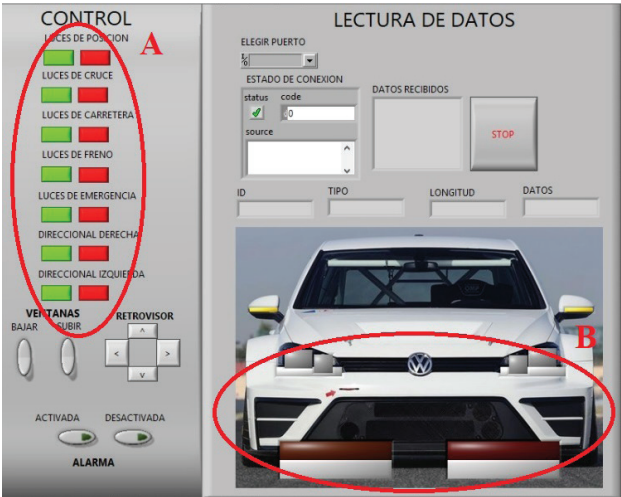 CONTROL
LUCES DE POSICION
A
LUCES DE CRUCE
LUCES DE CARRETERA
LUCES DE FRENO
LUCES DE EMERGENCIA
DIRECCIONAL DERECHA
DIRECCIONAL IZQUIERDA
VENTANAS
BAJAR
SUBIR
RETROVISOR
^
<
>
v
ACTIVADA
DESACTIVADA
ALARMA
LECTURA DE DATOS
ELEGIR PUERTO
ESTADO DE CONEXION
status
code
0
source
DATOS RECIBIDOS
STOP
ID
TIPO
LONGITUD
DATOS
B